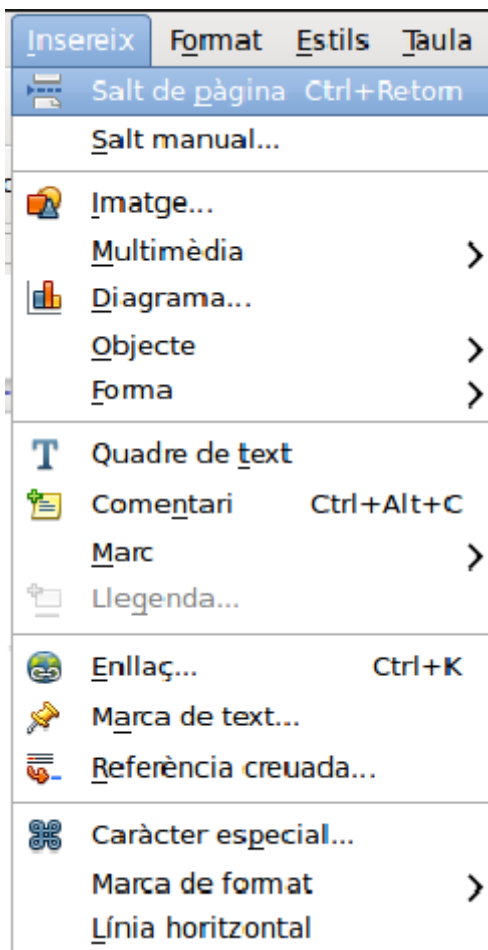 Insereix Format Estils Taula
Salt de pàgina Ctrl+Retorn
Salt manual...
Imatge...
Multimèdia
Diagrama...
Objecte
Forma
Quadre de text
Comentari Ctrl+Alt+C
Marc
Llegenda...
Enllaç... Ctrl+K
Marca de text...
Referència creuada...
Caràcter especial...
Marca de format
Línia horitzontal